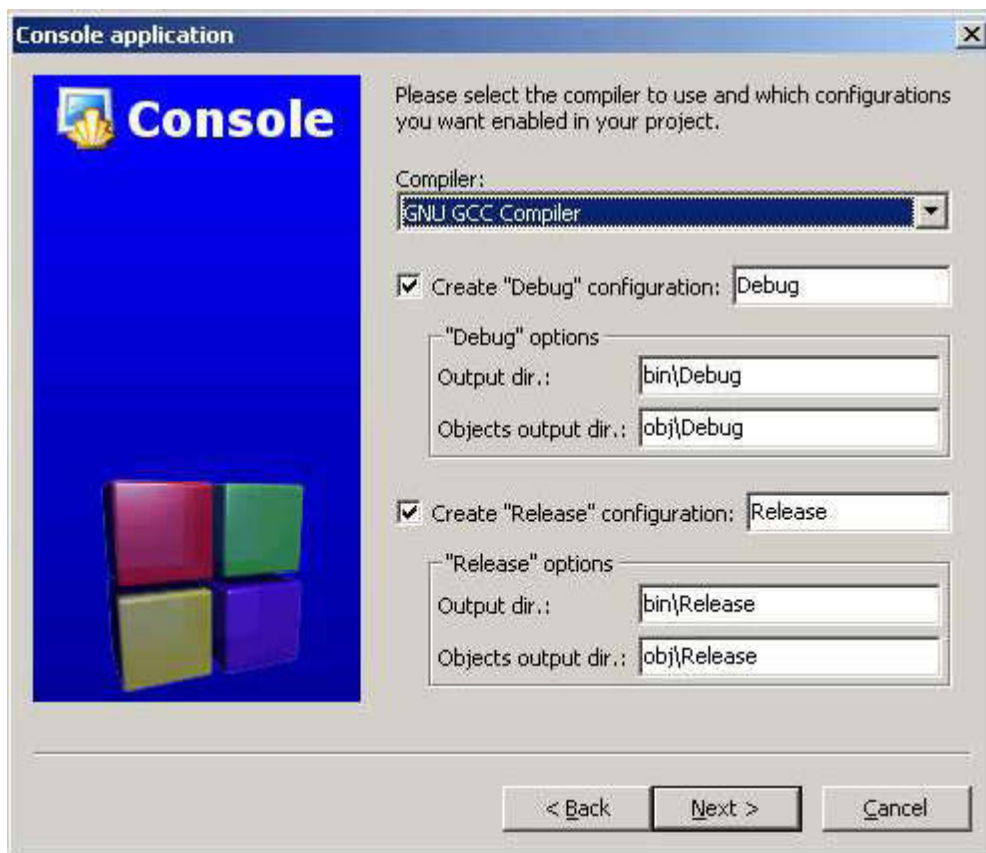 Console application
Console
Please select the compiler to use and which configurations
you want enabled in your project.
Compiler:
GNU GCC Compiler
Create "Debug" configuration: Debug
"Debug" options
Output dir.: bin\Debug
Objects output dir.: obj\Debug
Create "Release" configuration: Release
"Release" options
Output dir.: bin\Release
Objects output dir.: obj\Release
< Back Next > Cancel